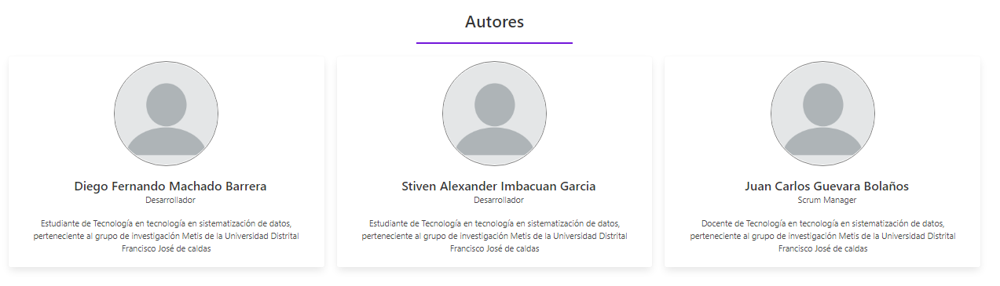 Autores
Diego Fernando Machado Barrera
Desarrollador
Estudiante de Tecnología en tecnología en sistematización de datos,
perteneciente al grupo de investigación Metis de la Universidad Distrital
Francisco José de caldas
Stiven Alexander Imbacuan Garcia
Desarrollador
Estudiante de Tecnología en tecnología en sistematización de datos,
perteneciente al grupo de investigación Metis de la Universidad Distrital
Francisco José de caldas
Juan Carlos Guevara Bolaños
Scrum Manager
Docente de Tecnología en tecnología en sistematización de datos,
perteneciente al grupo de investigación Metis de la Universidad Distrital
Francisco José de caldas